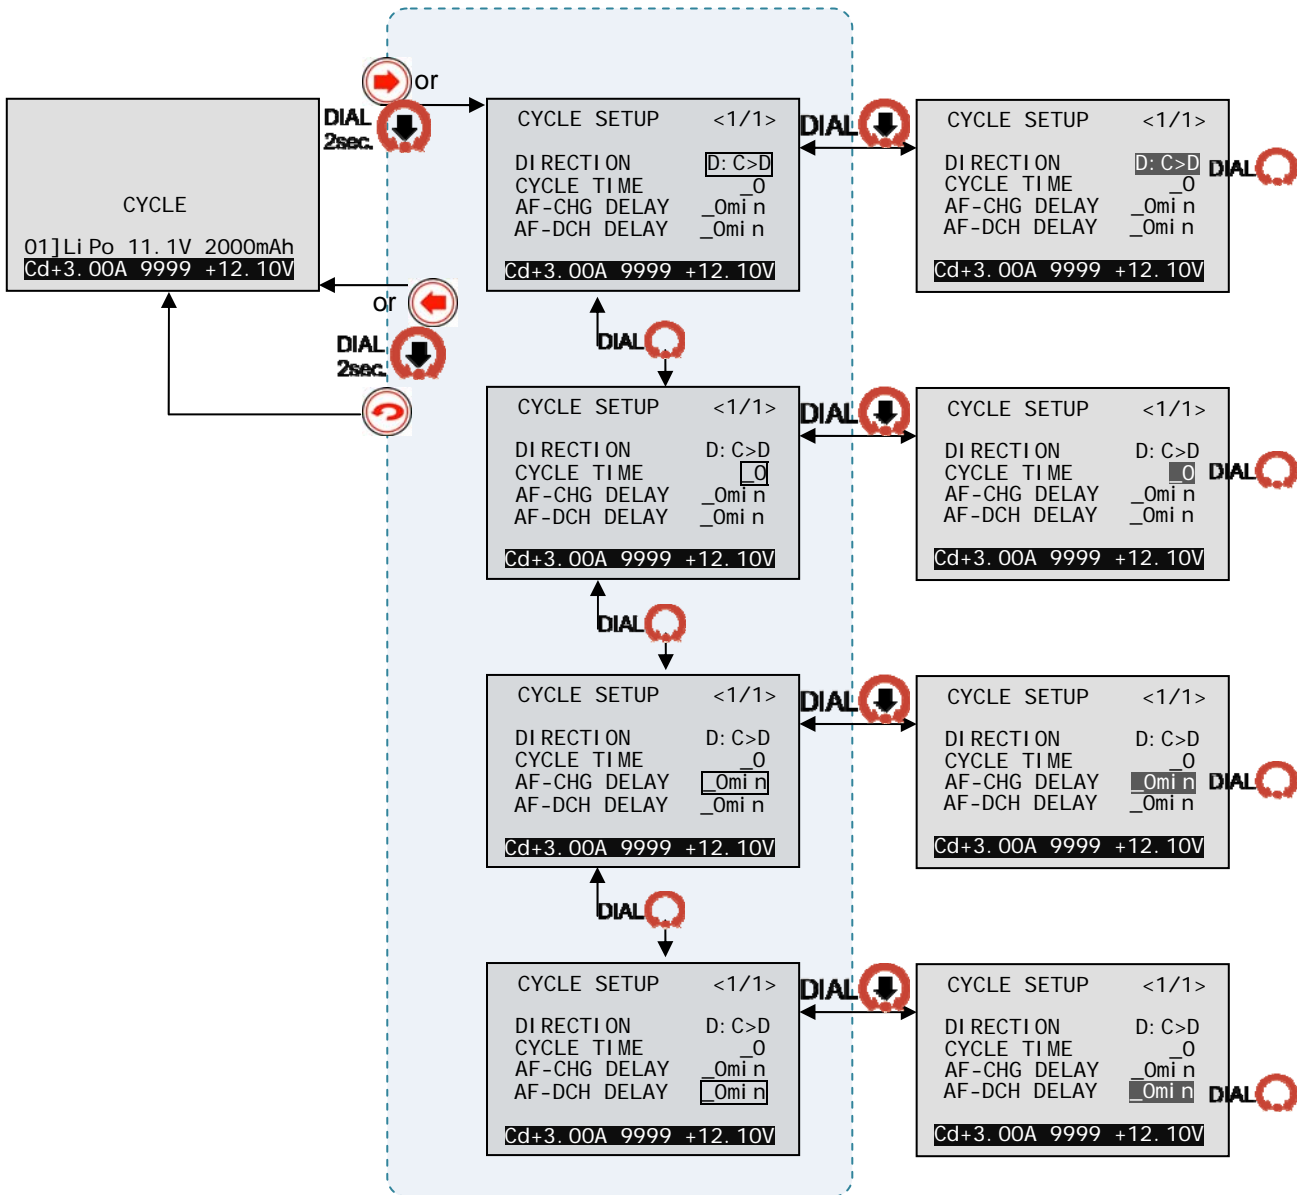 or
DIAL
2sec.
CYCLE
01]LiPo 11.1V 2000mAh
Cd+3.00A 9999 +12.10V
or
DIAL
2sec.
CYCLE SETUP <1/1>
DIRECTION D:C>D
CYCLE TIME _0
AF-CHG DELAY _0min
AF-DCH DELAY _0min
Cd+3.00A 9999 +12.10V
DIAL
CYCLE SETUP <1/1>
DIRECTION D:C>D
CYCLE TIME _0
AF-CHG DELAY _0min
AF-DCH DELAY _0min
Cd+3.00A 9999 +12.10V
DIAL
DIAL
CYCLE SETUP <1/1>
DIRECTION D:C>D
CYCLE TIME _0
AF-CHG DELAY _0min
AF-DCH DELAY _0min
Cd+3.00A 9999 +12.10V
DIAL
CYCLE SETUP <1/1>
DIRECTION D:C>D
CYCLE TIME _0
AF-CHG DELAY _0min
AF-DCH DELAY _0min
Cd+3.00A 9999 +12.10V
DIAL
DIAL
CYCLE SETUP <1/1>
DIRECTION D:C>D
CYCLE TIME _0
AF-CHG DELAY _0min
AF-DCH DELAY _0min
Cd+3.00A 9999 +12.10V
DIAL
CYCLE SETUP <1/1>
DIRECTION D:C>D
CYCLE TIME _0
AF-CHG DELAY _0min
AF-DCH DELAY _0min
Cd+3.00A 9999 +12.10V
DIAL
DIAL
CYCLE SETUP <1/1>
DIRECTION D:C>D
CYCLE TIME _0
AF-CHG DELAY _0min
AF-DCH DELAY _0min
Cd+3.00A 9999 +12.10V
DIAL
CYCLE SETUP <1/1>
DIRECTION D:C>D
CYCLE TIME _0
AF-CHG DELAY _0min
AF-DCH DELAY _0min
Cd+3.00A 9999 +12.10V
DIAL